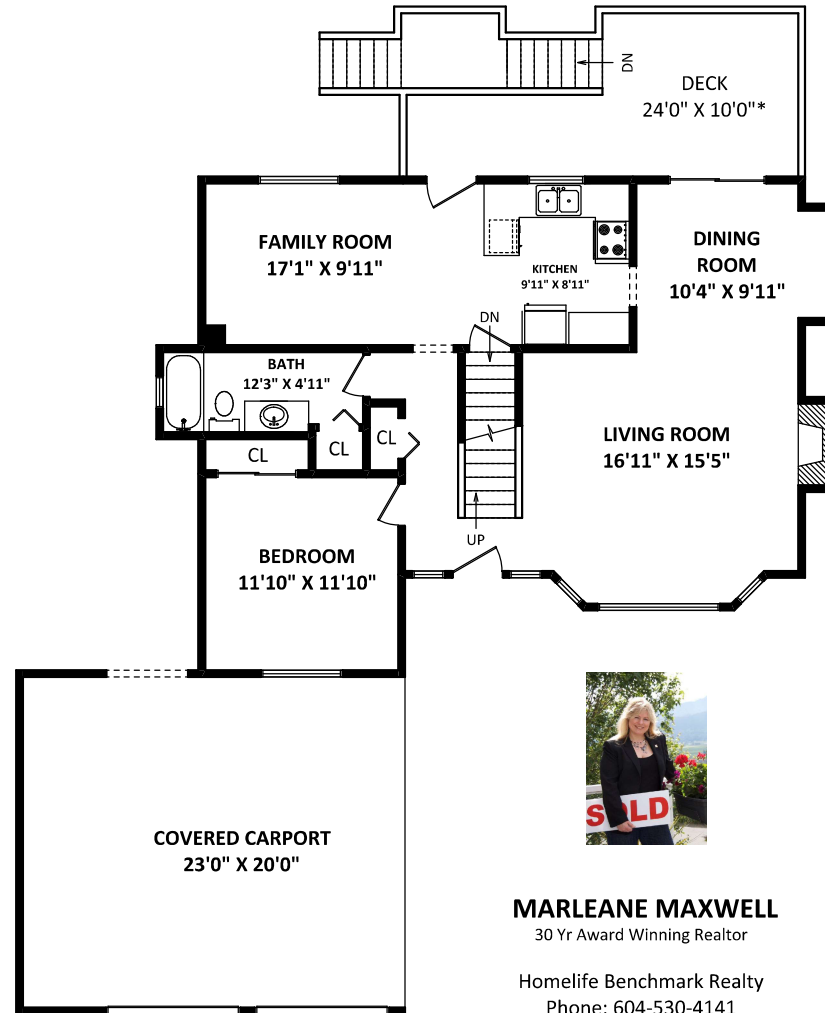 DN
DECK
24'0" X 10'0"*
FAMILY ROOM
17'1" X 9'11"
KITCHEN
9'11" X 8'11"
DINING
ROOM
10'4" X 9'11"
DN
BATH
12'3" X 4'11"
CL
CL
CL
LIVING ROOM
16'11" X 15'5"
UP
BEDROOM
11'10" X 11'10"
SOLD
COVERED CARPORT
23'0" X 20'0"
MARLEANE MAXWELL
30 Yr Award Winning Realtor
Homelife Benchmark Realty
Phone: 604-530-4141